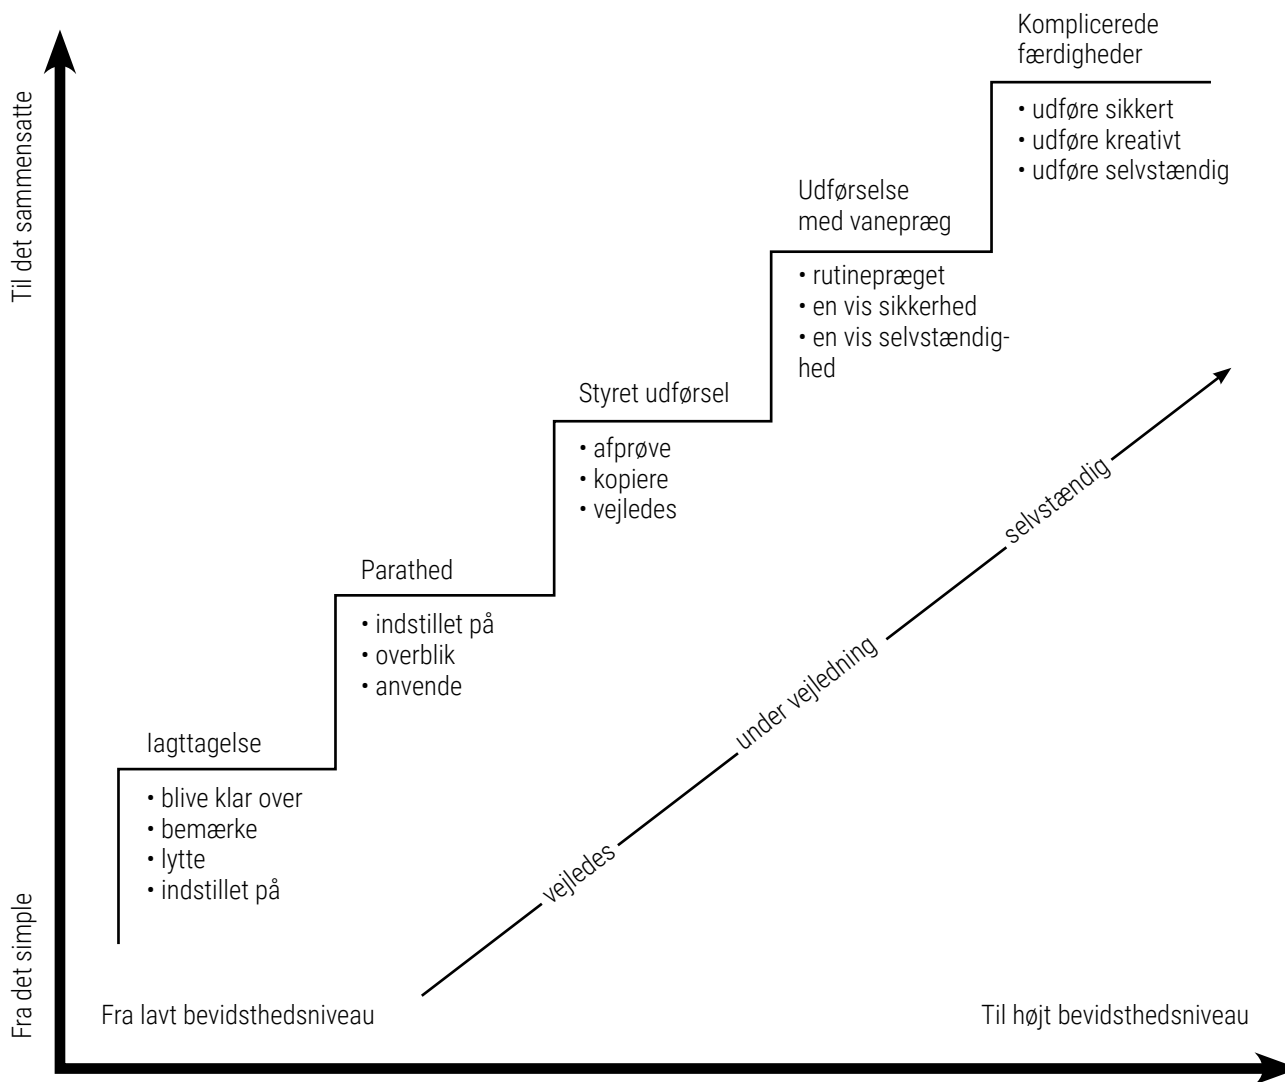 Komplicerede
færdigheder
• udføre sikkert
• udføre kreativt
• udføre selvstændig
Udførselse
med vanepræg
• rutinepræget
• en vis sikkerhed
• en vis selvstændig-
hed
Styret udførsel
• afprøve
• kopiere
• vejledes
Parathed
• indstillet på
• overblik
• anvende
Iagttagelse
• blive klar over
• bemærke
• lytte
• indstillet på
Til det sammensatte
Fra det simple
vejledes
under vejledning
selvstændig
Fra lavt bevidsthedsniveau
Til højt bevidsthedsniveau